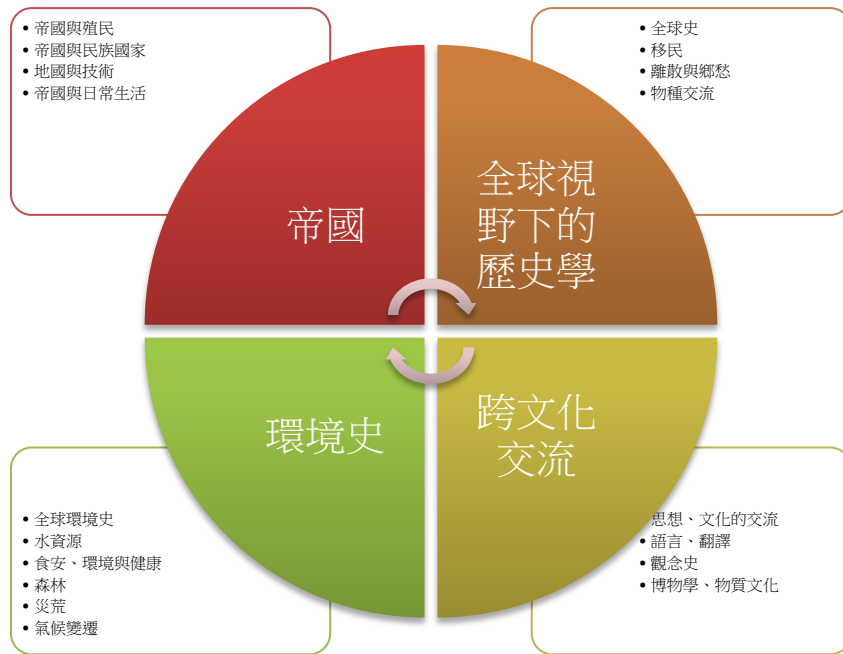 • 帝國與殖民
• 帝國與民族國家
• 地國與技術
• 帝國與日常生活
• 全球史
• 移民
• 離散與鄉愁
• 物種交流
帝國
全球視
野下的
歷史學
環境史
跨文化
交流
• 全球環境史
• 水資源
• 食安、環境與健康
• 森林
• 災荒
• 氣候變遷
• 思想、文化的交流
• 語言、翻譯
• 觀念史
• 博物學、物質文化